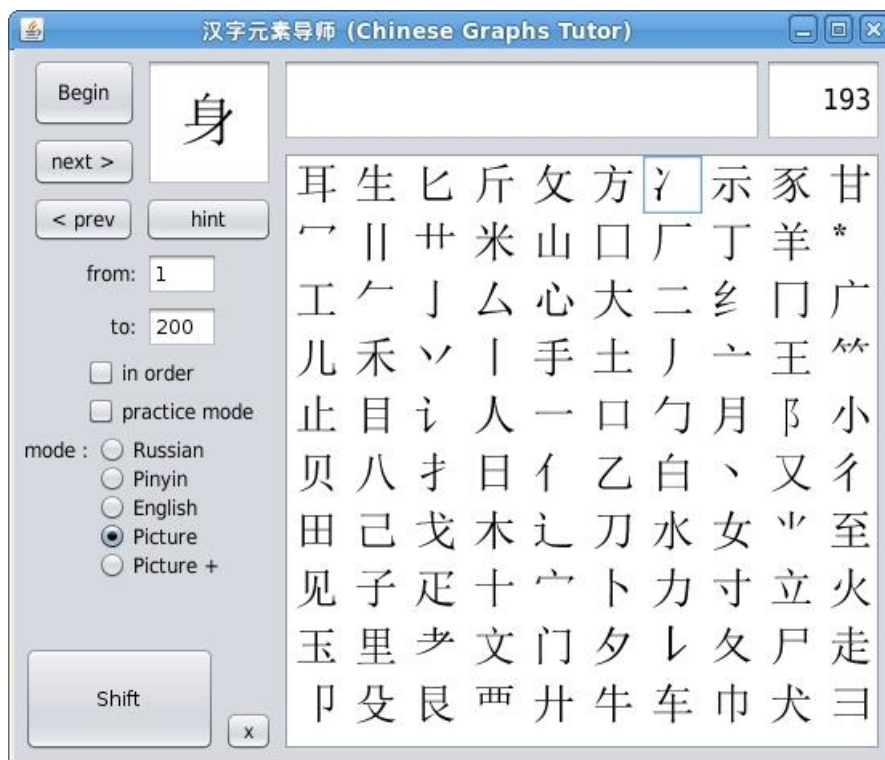 汉字元素导师 (Chinese Graphs Tutor)
Begin
身
193
next >
< prev
hint
from: 1
to: 200
in order
practice mode
mode :
Russian
Pinyin
English
Picture
Picture +
Shift
x
耳 生 匕 斤 攵 方 冫 示 豕 甘
冖 || 艹 米 山 囗 厂 丁 羊 *
工 𠂉 亅 厶 心 大 二 纟 冂 广
儿 禾 丷 丨 手 土 丿 亠 王 ⺮
止 目 讠 人 一 口 勹 月 阝 小
贝 八 扌 日 亻 乙 白 丶 又 彳
田 己 戈 木 辶 刀 水 女 ⺌ 至
见 子 疋 十 宀 卜 力 寸 立 火
玉 里 耂 文 门 夕 𠄌 夂 尸 走
卩 殳 艮 覀 井 牛 车 巾 犬 彐